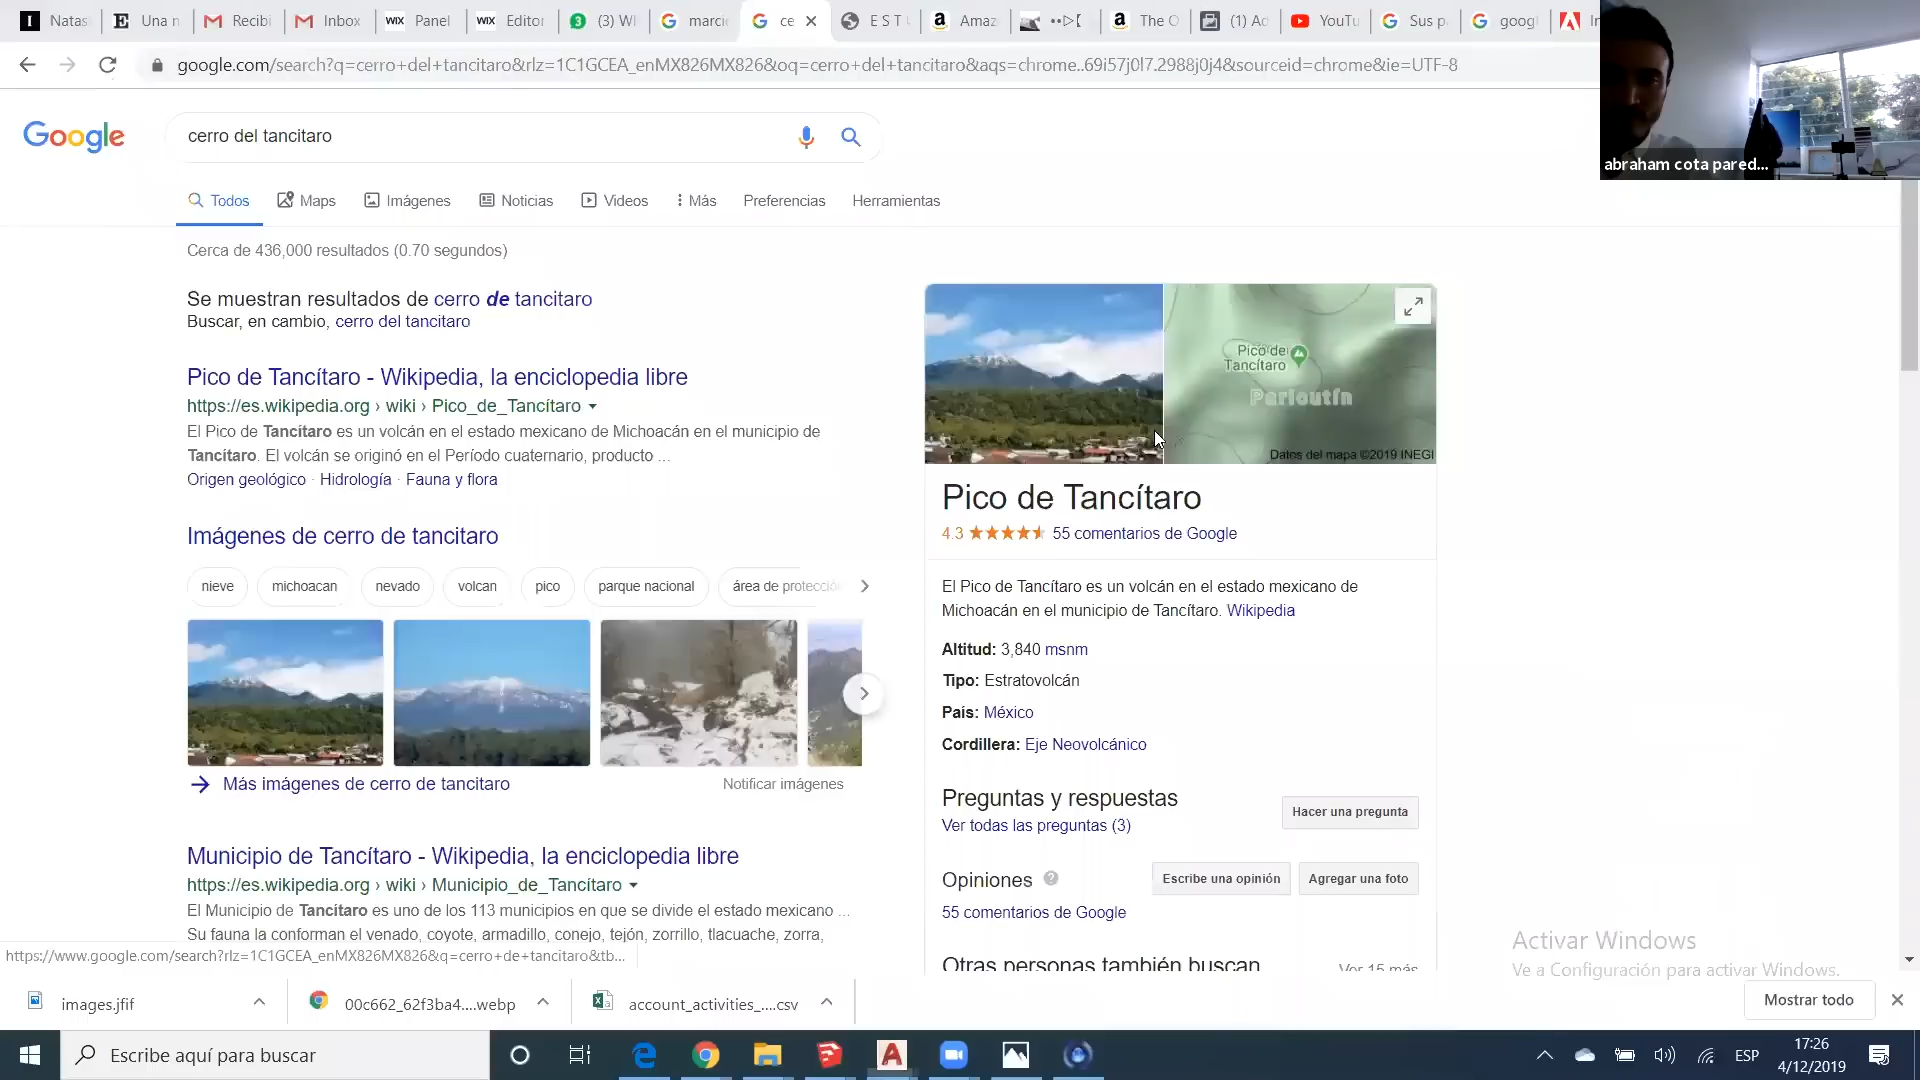 Natas
Una n
Recibi
Inbox
WIX Panel
WIX Editor
(3) W
marci
ce
E S T
Amaz
The O
(1) Ad
YouTu
Sus p
googl
google.com/search?q=cerro+del+tancitaro&rlz=1C1GCEA_enMX826MX826&oq=cerro+del+tancitaro&aqs=chrome..69i57j0l7.2988j0j4&sourceid=chrome&ie=UTF-8
abraham cota pared...
Google
cerro del tancitaro
Todos Maps Imágenes Noticias Videos Más Preferencias Herramientas
Cerca de 436,000 resultados (0.70 segundos)
Se muestran resultados de cerro de tancitaro
Buscar, en cambio, cerro del tancitaro
Pico de Tancítaro - Wikipedia, la enciclopedia libre
https://es.wikipedia.org › wiki › Pico_de_Tancítaro
El Pico de Tancítaro es un volcán en el estado mexicano de Michoacán en el municipio de
Tancítaro. El volcán se originó en el Período cuaternario, producto ...
Origen geológico · Hidrología · Fauna y flora
Imágenes de cerro de tancitaro
nieve michoacan nevado volcan pico parque nacional área de protecció
Más imágenes de cerro de tancitaro
Notificar imágenes
Municipio de Tancítaro - Wikipedia, la enciclopedia libre
https://es.wikipedia.org › wiki › Municipio_de_Tancítaro
El Municipio de Tancítaro es uno de los 113 municipios en que se divide el estado mexicano ...
Su fauna la conforman el venado, coyote, armadillo, conejo, tejón, zorrillo, tlacuache, zorra,
https://www.google.com/search?rlz=1C1GCEA_enMX826MX826&q=cerro+de+tancitaro&tb...
Pico de
Tancítaro
Datos del mapa ©2019 INEGI
Pico de Tancítaro
4.3 55 comentarios de Google
El Pico de Tancítaro es un volcán en el estado mexicano de
Michoacán en el municipio de Tancítaro. Wikipedia
Altitud: 3,840 msnm
Tipo: Estratovolcán
País: México
Cordillera: Eje Neovolcánico
Preguntas y respuestas
Ver todas las preguntas (3)
Hacer una pregunta
Opiniones
Escribe una opinión
Agregar una foto
55 comentarios de Google
Otras personas también buscan
Ver 15 más
Activar Windows
Ve a Configuración para activar Windows.
images.jfif
00c662_62f3ba4....webp
account_activities_....csv
Mostrar todo
Escribe aquí para buscar
ESP
17:26
4/12/2019